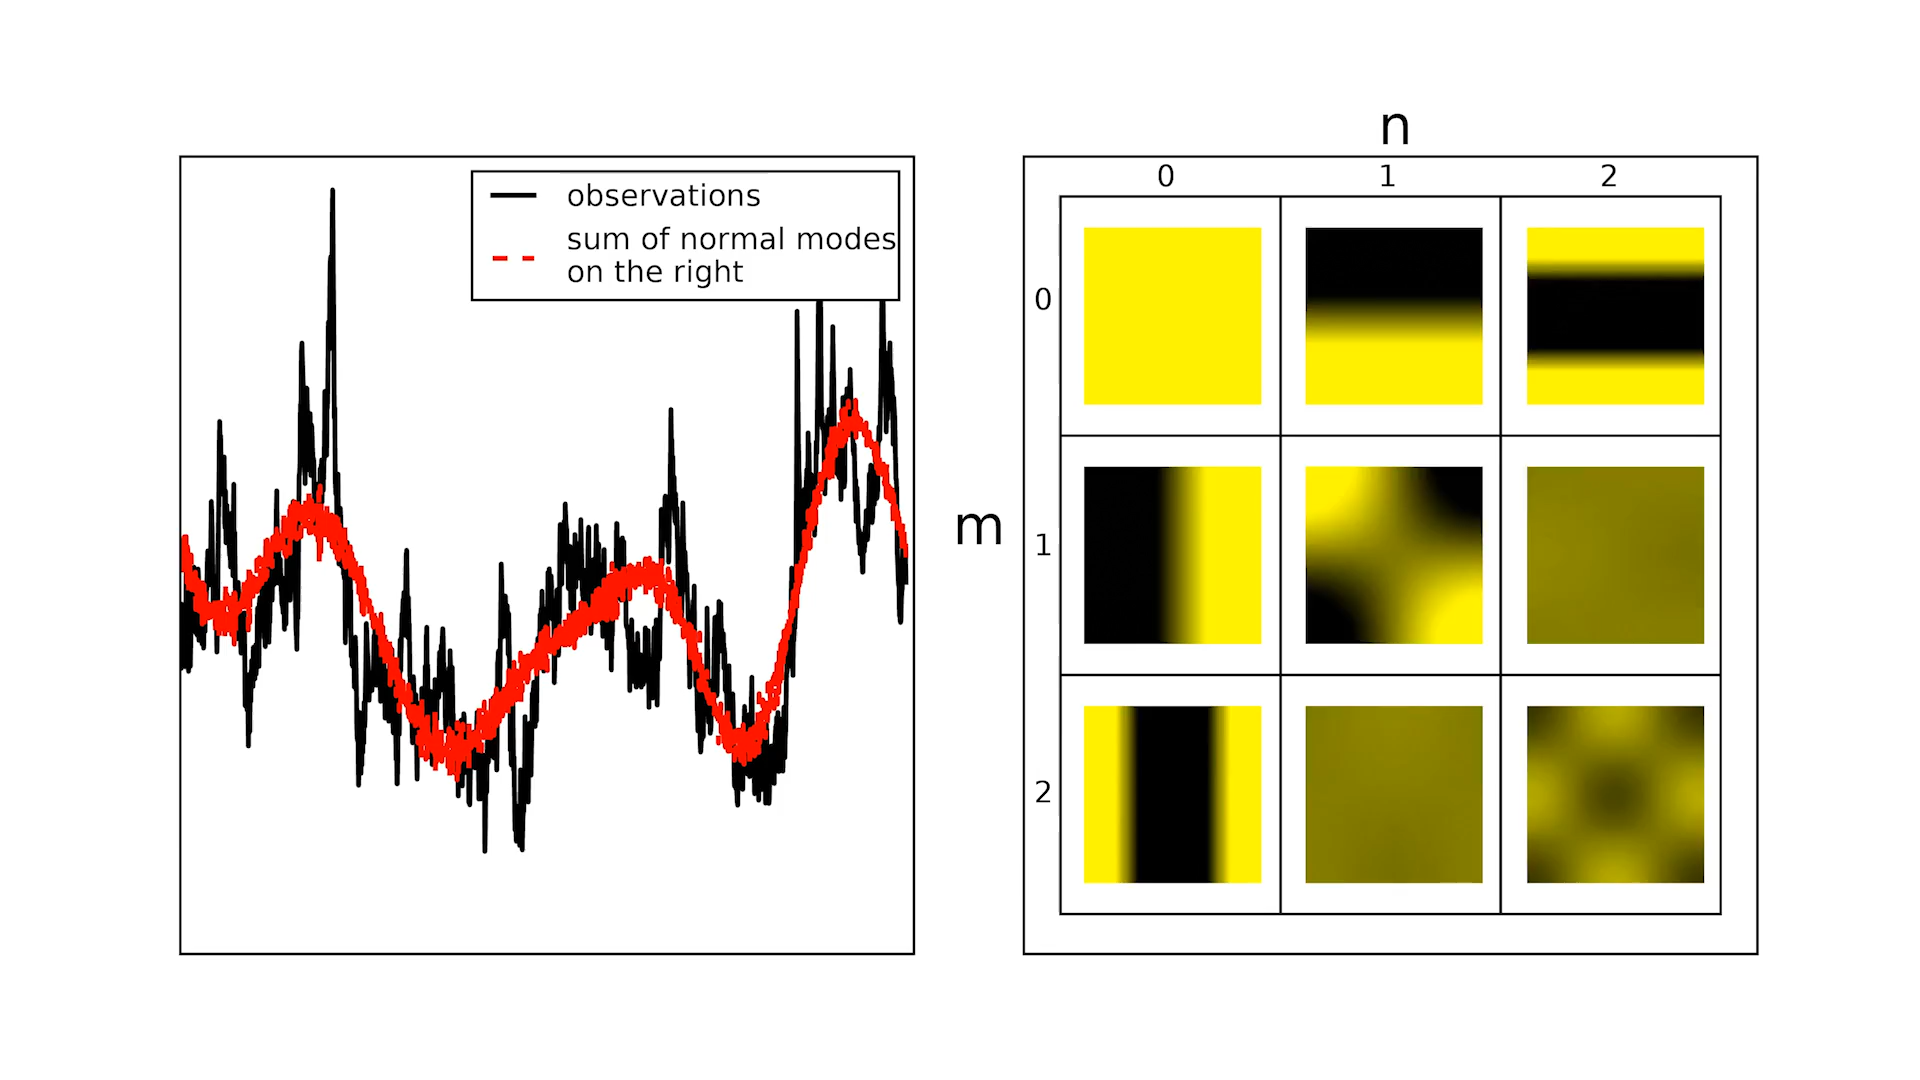 observations
sum of normal modes
on the right
n
0 1 2
0
m
1
2